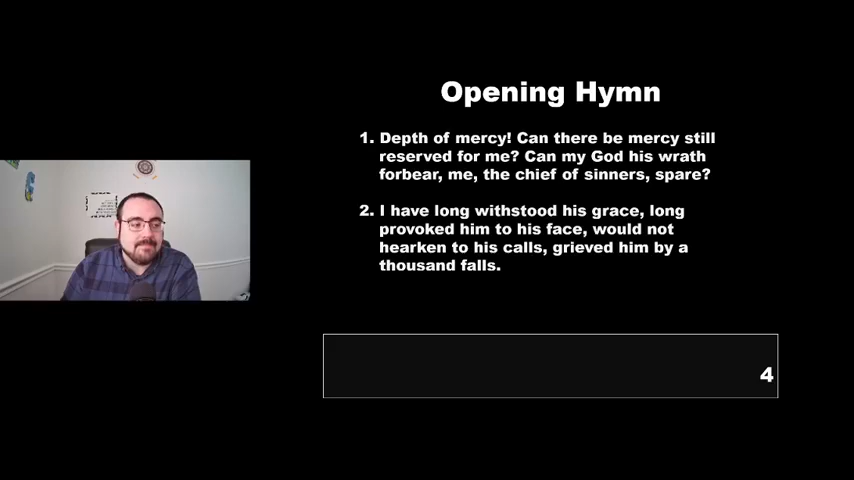 Opening Hymn
1. Depth of mercy! Can there be mercy still
reserved for me? Can my God his wrath
forbear, me, the chief of sinners, spare?
2. I have long withstood his grace, long
provoked him to his face, would not
hearken to his calls, grieved him by a
thousand falls.
4